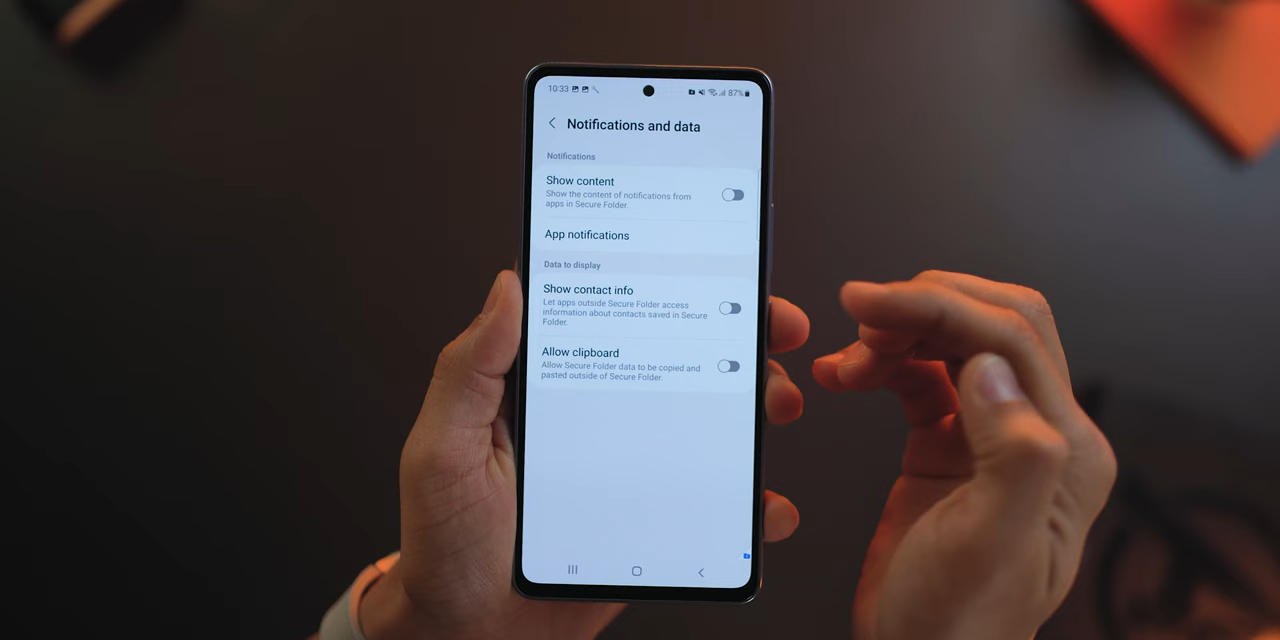 10:33 87%
Notifications and data
Notifications
Show content
Show the content of notifications from
apps in Secure Folder.
App notifications
Data to display
Show contact info
Let apps outside Secure Folder access
information about contacts saved in Secure
Folder.
Allow clipboard
Allow Secure Folder data to be copied and
pasted outside of Secure Folder.